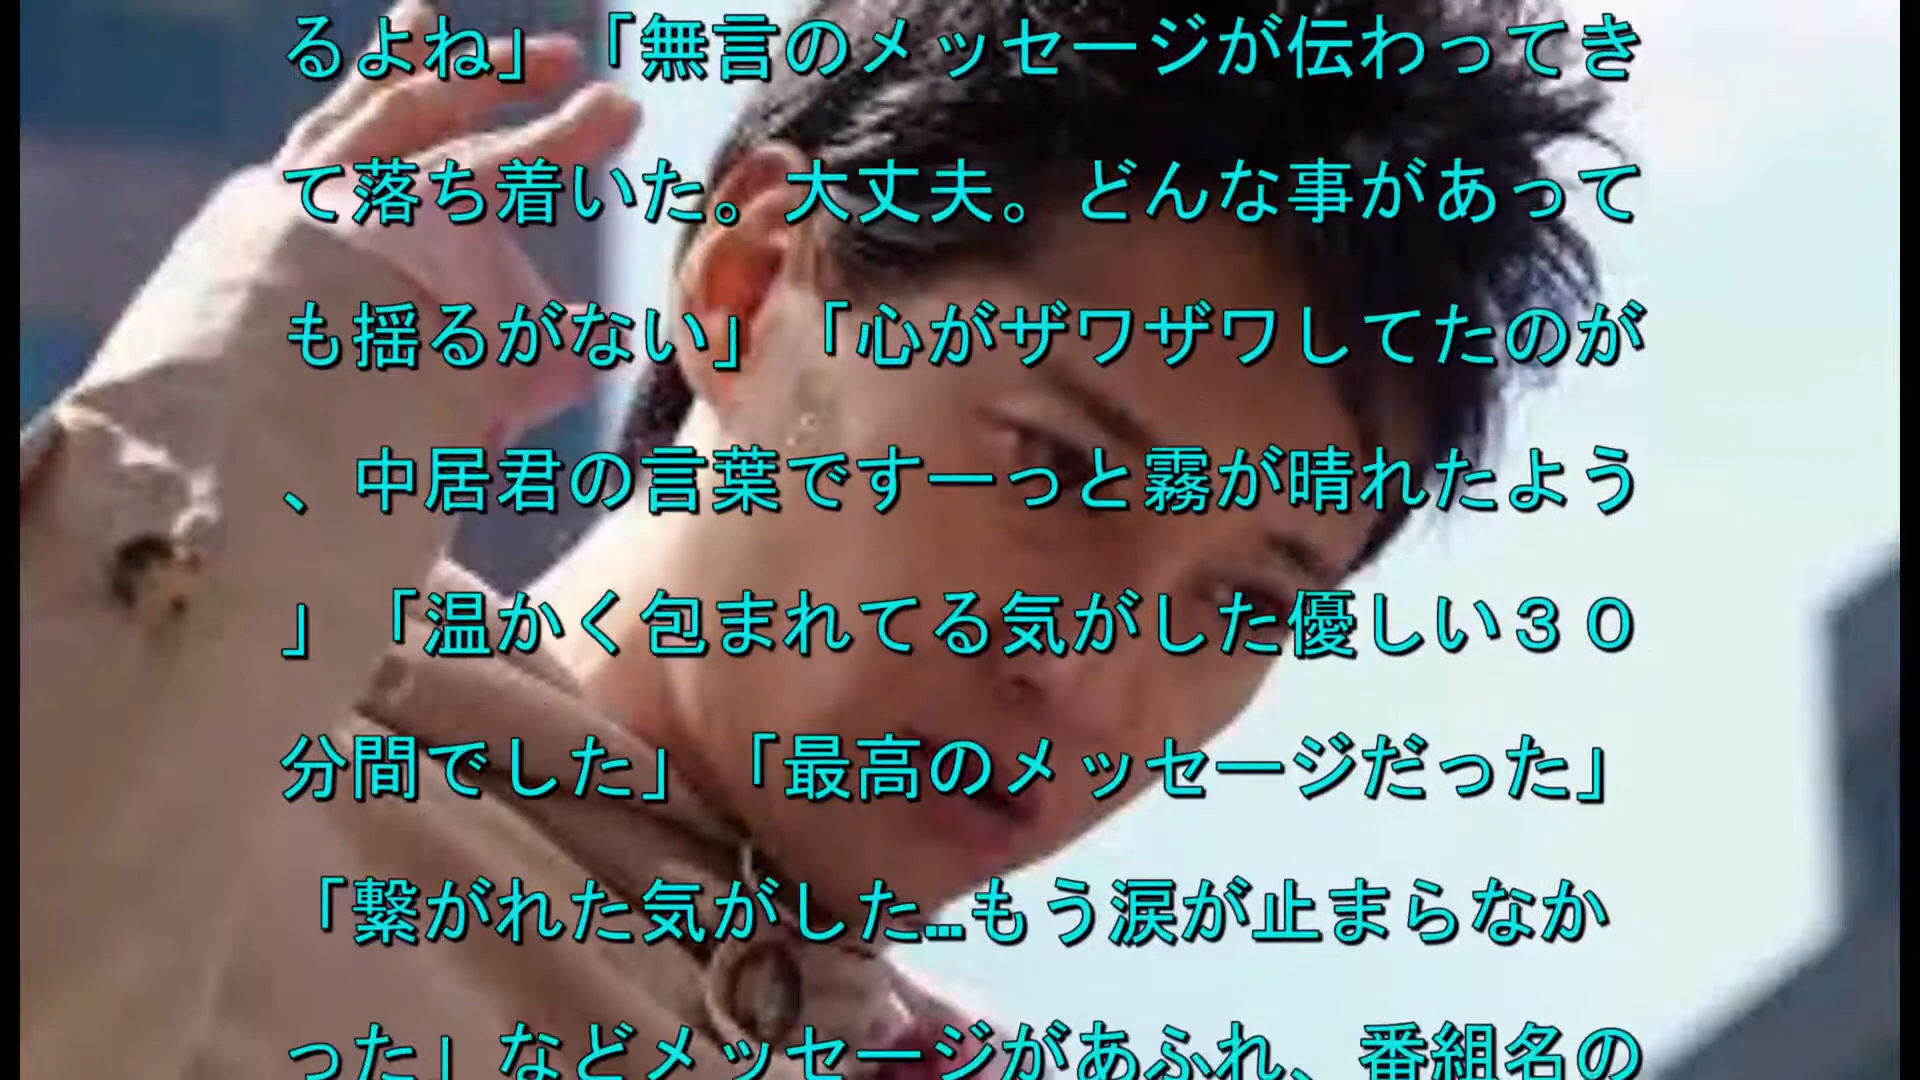 るよね」「無言のメッセージが伝わってき
て落ち着いた。大丈夫。どんな事があって
も揺るがない」「心がザワザワしてたのが
、中居君の言葉ですーっと霧が晴れたよう
」「温かく包まれてる気がした優しい３０
分間でした」「最高のメッセージだった」
「繋がれた気がした…もう涙が止まらなか
った」などメッセージがあふれ、番組名の